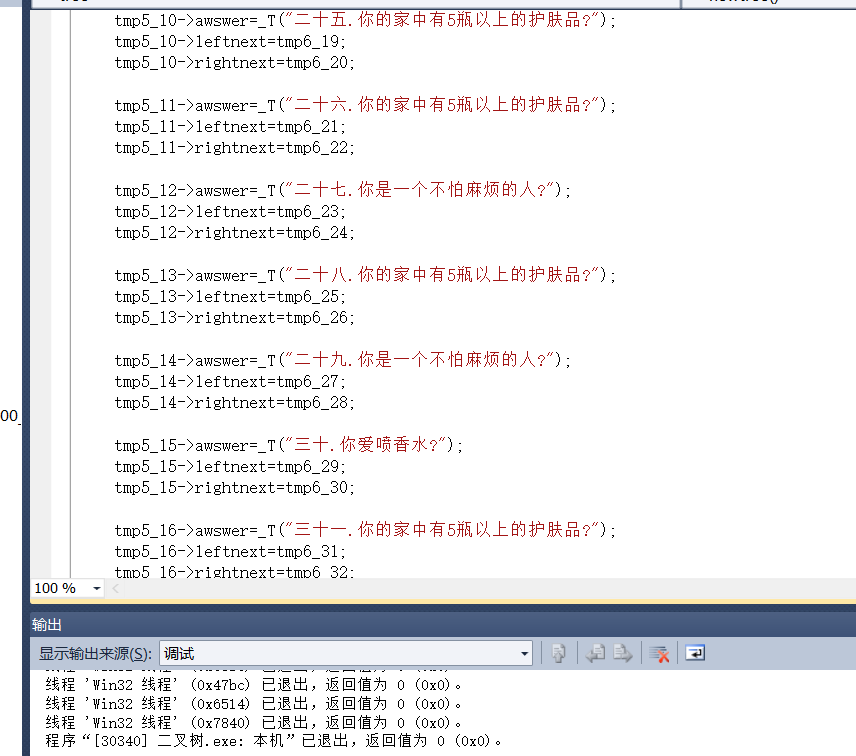 tmp5_10->awswer=_T("二十五.你的家中有5瓶以上的护肤品?");
tmp5_10->leftnext=tmp6_19;
tmp5_10->rightnext=tmp6_20;
tmp5_11->awswer=_T("二十六.你的家中有5瓶以上的护肤品?");
tmp5_11->leftnext=tmp6_21;
tmp5_11->rightnext=tmp6_22;
tmp5_12->awswer=_T("二十七.你是一个不怕麻烦的人?");
tmp5_12->leftnext=tmp6_23;
tmp5_12->rightnext=tmp6_24;
tmp5_13->awswer=_T("二十八.你的家中有5瓶以上的护肤品?");
tmp5_13->leftnext=tmp6_25;
tmp5_13->rightnext=tmp6_26;
tmp5_14->awswer=_T("二十九.你是一个不怕麻烦的人?");
tmp5_14->leftnext=tmp6_27;
tmp5_14->rightnext=tmp6_28;
00_
tmp5_15->awswer=_T("三十.你爱喷香水?");
tmp5_15->leftnext=tmp6_29;
tmp5_15->rightnext=tmp6_30;
tmp5_16->awswer=_T("三十一.你的家中有5瓶以上的护肤品?");
tmp5_16->leftnext=tmp6_31;
tmp5_16->rightnext=tmp6_32;
100 %
输出
显示输出来源(S): 调试
线程 'Win32 线程' (0x47bc) 已退出，返回值为 0 (0x0)。
线程 'Win32 线程' (0x6514) 已退出，返回值为 0 (0x0)。
线程 'Win32 线程' (0x7840) 已退出，返回值为 0 (0x0)。
程序“[30340] 二叉树.exe: 本机”已退出，返回值为 0 (0x0)。